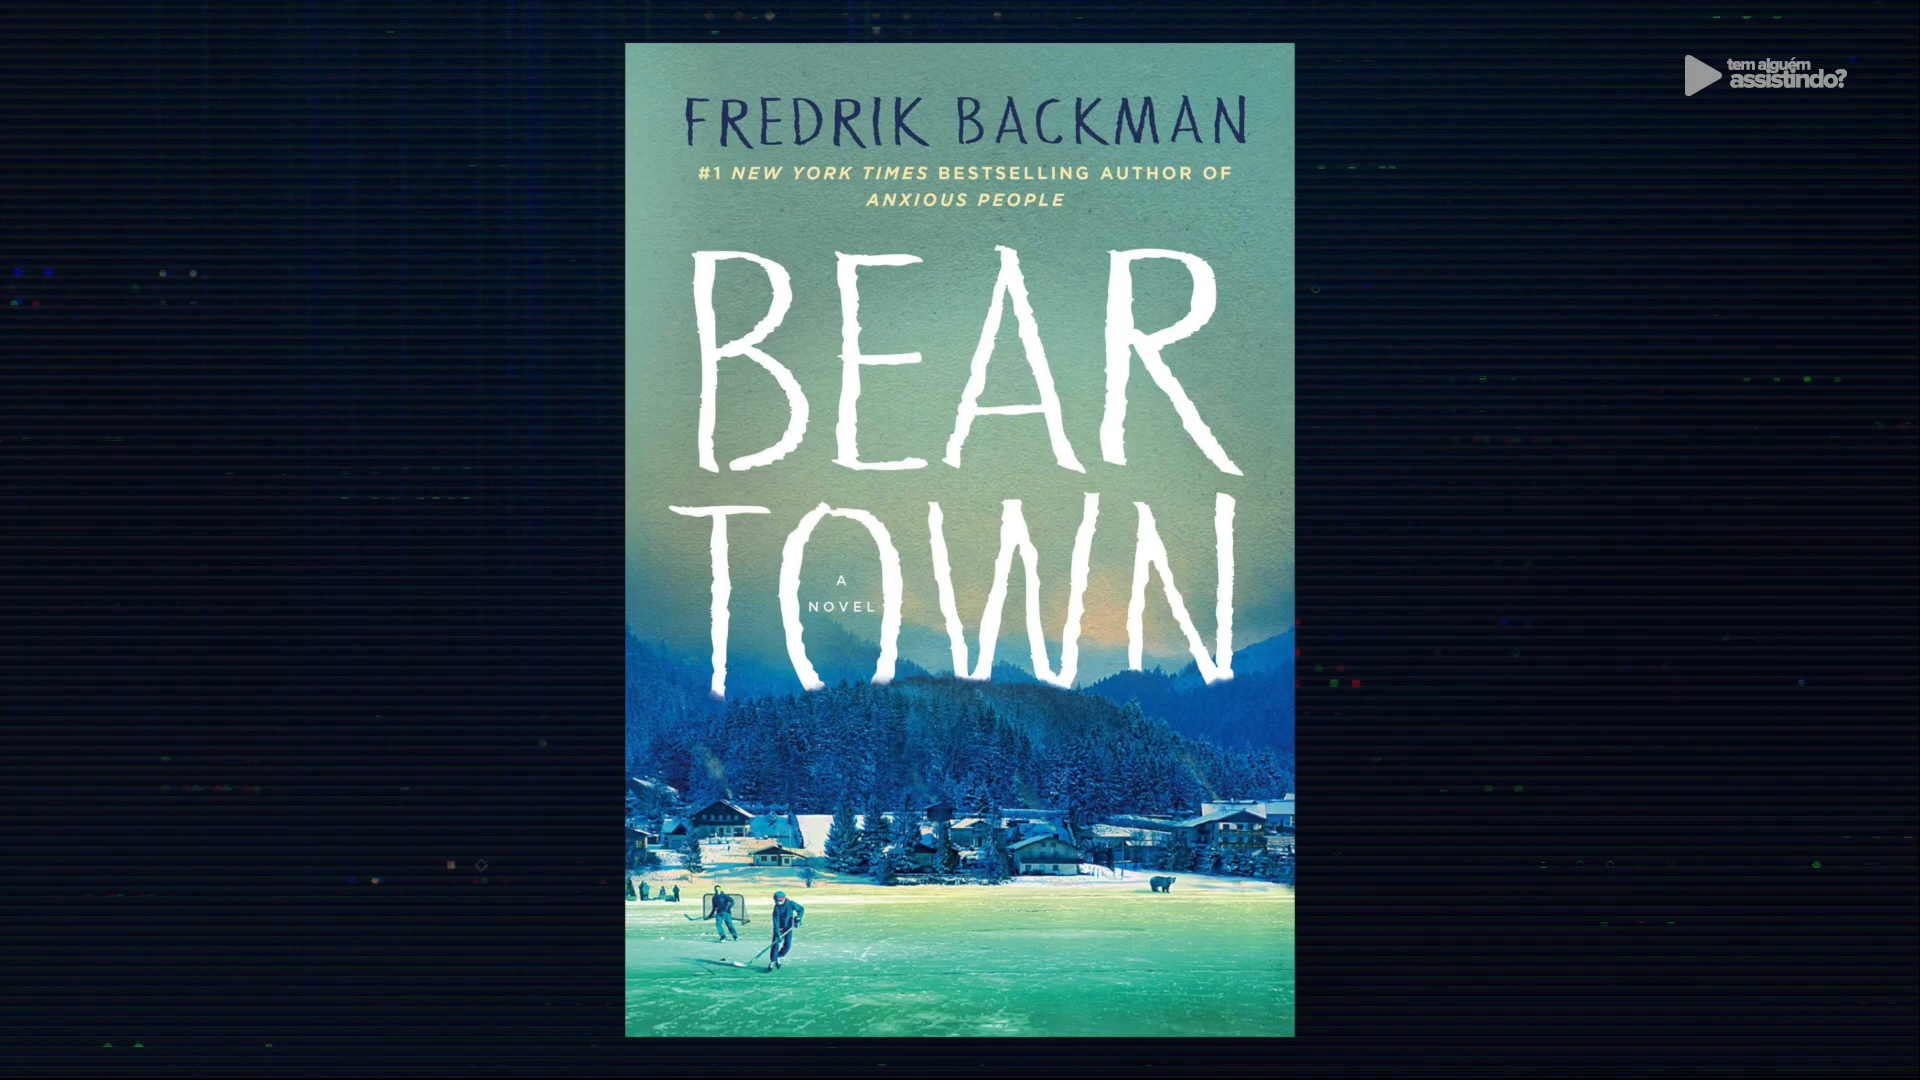 tem alguém
assistindo?
FREDRIK BACKMAN
#1 NEW YORK TIMES BESTSELLING AUTHOR OF
ANXIOUS PEOPLE
BEAR
TOWN
A
NOVEL